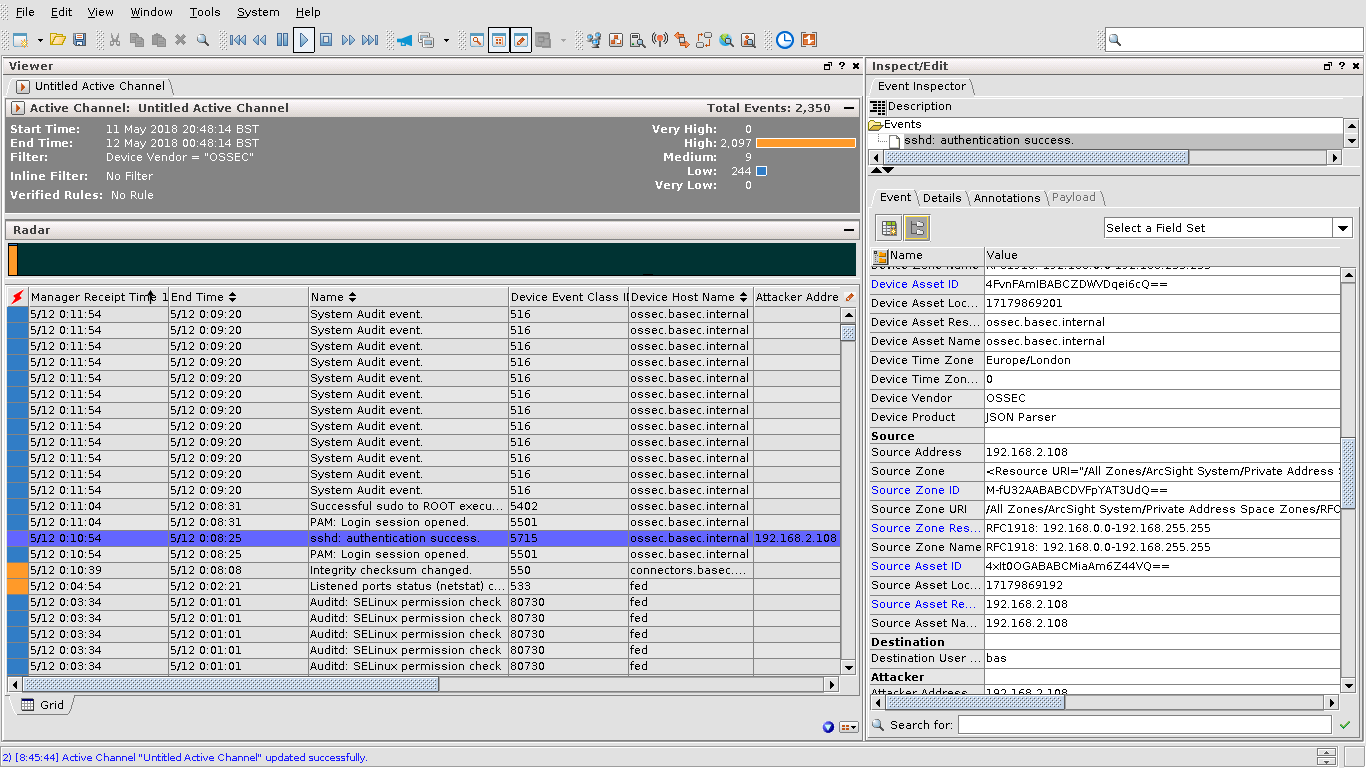 File Edit View Window Tools System Help
Viewer
Untitled Active Channel
Active Channel: Untitled Active Channel Total Events: 2,350
Start Time: 11 May 2018 20:48:14 BST
End Time: 12 May 2018 00:48:14 BST
Filter: Device Vendor = "OSSEC"
Inline Filter: No Filter
Verified Rules: No Rule
Very High: 0
High: 2,097
Medium: 9
Low: 244
Very Low: 0
Radar
Manager Receipt Time 1 End Time Name Device Event Class I Device Host Name Attacker Addre
5/12 0:11:54 5/12 0:09:20 System Audit event. 516 ossec.basec.internal
5/12 0:11:54 5/12 0:09:20 System Audit event. 516 ossec.basec.internal
5/12 0:11:54 5/12 0:09:20 System Audit event. 516 ossec.basec.internal
5/12 0:11:54 5/12 0:09:20 System Audit event. 516 ossec.basec.internal
5/12 0:11:54 5/12 0:09:20 System Audit event. 516 ossec.basec.internal
5/12 0:11:54 5/12 0:09:20 System Audit event. 516 ossec.basec.internal
5/12 0:11:54 5/12 0:09:20 System Audit event. 516 ossec.basec.internal
5/12 0:11:54 5/12 0:09:20 System Audit event. 516 ossec.basec.internal
5/12 0:11:54 5/12 0:09:20 System Audit event. 516 ossec.basec.internal
5/12 0:11:54 5/12 0:09:20 System Audit event. 516 ossec.basec.internal
5/12 0:11:54 5/12 0:09:20 System Audit event. 516 ossec.basec.internal
5/12 0:11:54 5/12 0:09:20 System Audit event. 516 ossec.basec.internal
5/12 0:11:04 5/12 0:08:31 Successful sudo to ROOT execu... 5402 ossec.basec.internal
5/12 0:11:04 5/12 0:08:31 PAM: Login session opened. 5501 ossec.basec.internal
5/12 0:10:54 5/12 0:08:25 sshd: authentication success. 5715 ossec.basec.internal 192.168.2.108
5/12 0:10:54 5/12 0:08:25 PAM: Login session opened. 5501 ossec.basec.internal
5/12 0:10:39 5/12 0:08:08 Integrity checksum changed. 550 connectors.basec....
5/12 0:04:54 5/12 0:02:21 Listened ports status (netstat) c... 533 fed
5/12 0:03:34 5/12 0:01:01 Auditd: SELinux permission check 80730 fed
5/12 0:03:34 5/12 0:01:01 Auditd: SELinux permission check 80730 fed
5/12 0:03:34 5/12 0:01:01 Auditd: SELinux permission check 80730 fed
5/12 0:03:34 5/12 0:01:01 Auditd: SELinux permission check 80730 fed
5/12 0:03:34 5/12 0:01:01 Auditd: SELinux permission check 80730 fed
Grid
Inspect/Edit
Event Inspector
Description
Events
sshd: authentication success.
Event Details Annotations Payload
Select a Field Set
Name Value
Device Zone Name RFC1918: 192.168.0.0-192.168.255.255
Device Asset ID 4FvnFAmIBABCZDWVDqei6cQ==
Device Asset Loc... 17179869201
Device Asset Res... ossec.basec.internal
Device Asset Name ossec.basec.internal
Device Time Zone Europe/London
Device Time Zon... 0
Device Vendor OSSEC
Device Product JSON Parser
Source
Source Address 192.168.2.108
Source Zone <Resource URI="/All Zones/ArcSight System/Private Address S
Source Zone ID M-fU32AABABCDVFpYAT3UdQ==
Source Zone URI /All Zones/ArcSight System/Private Address Space Zones/RFC
Source Zone Res... RFC1918: 192.168.0.0-192.168.255.255
Source Zone Name RFC1918: 192.168.0.0-192.168.255.255
Source Asset ID 4xIt0OGABABCMiaAm6Z44VQ==
Source Asset Loc... 17179869192
Source Asset Re... 192.168.2.108
Source Asset Na... 192.168.2.108
Destination
Destination User ... bas
Attacker
Attacker Address 192.168.2.108
Search for:
2) [8:45:44] Active Channel "Untitled Active Channel" updated successfully.